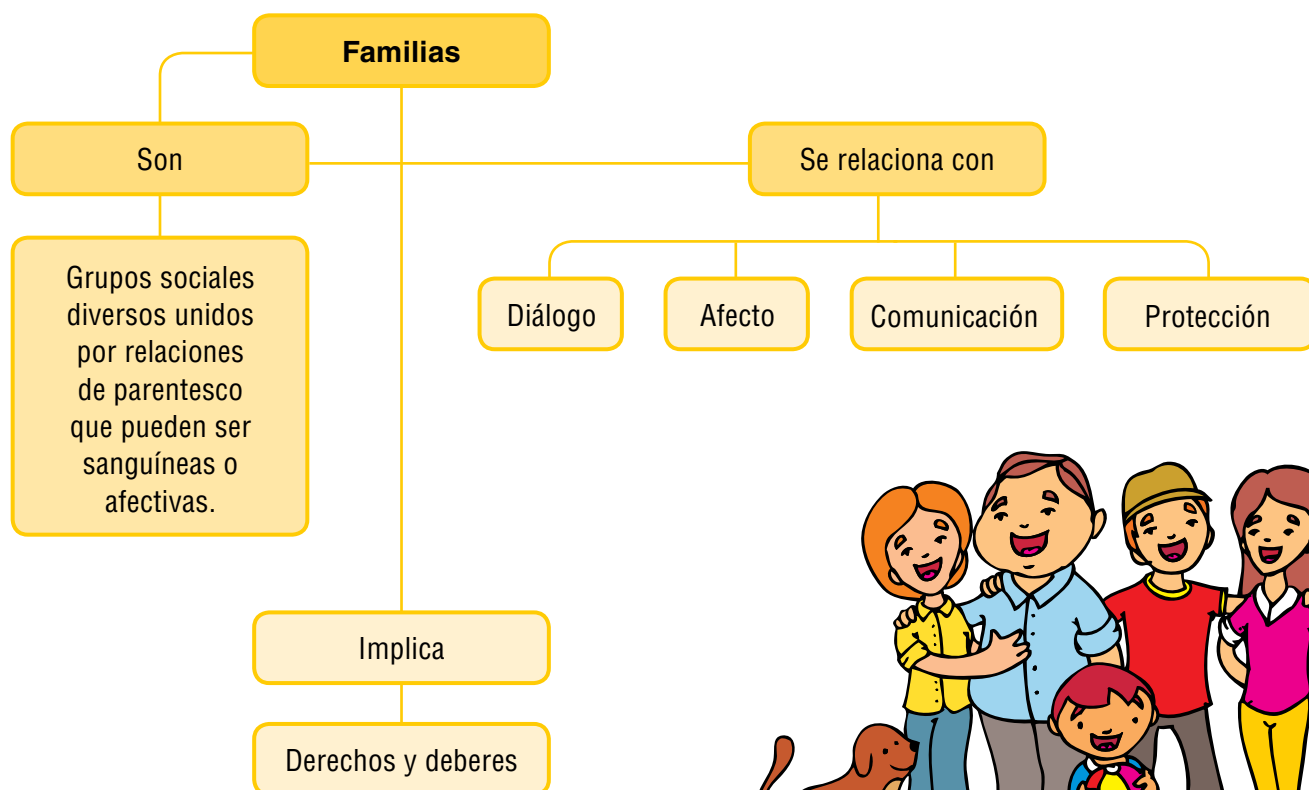 Familias
Son
Se relaciona con
Grupos sociales
diversos unidos
por relaciones
de parentesco
que pueden ser
sanguíneas o
afectivas.
Diálogo
Afecto
Comunicación
Protección
Implica
Derechos y deberes